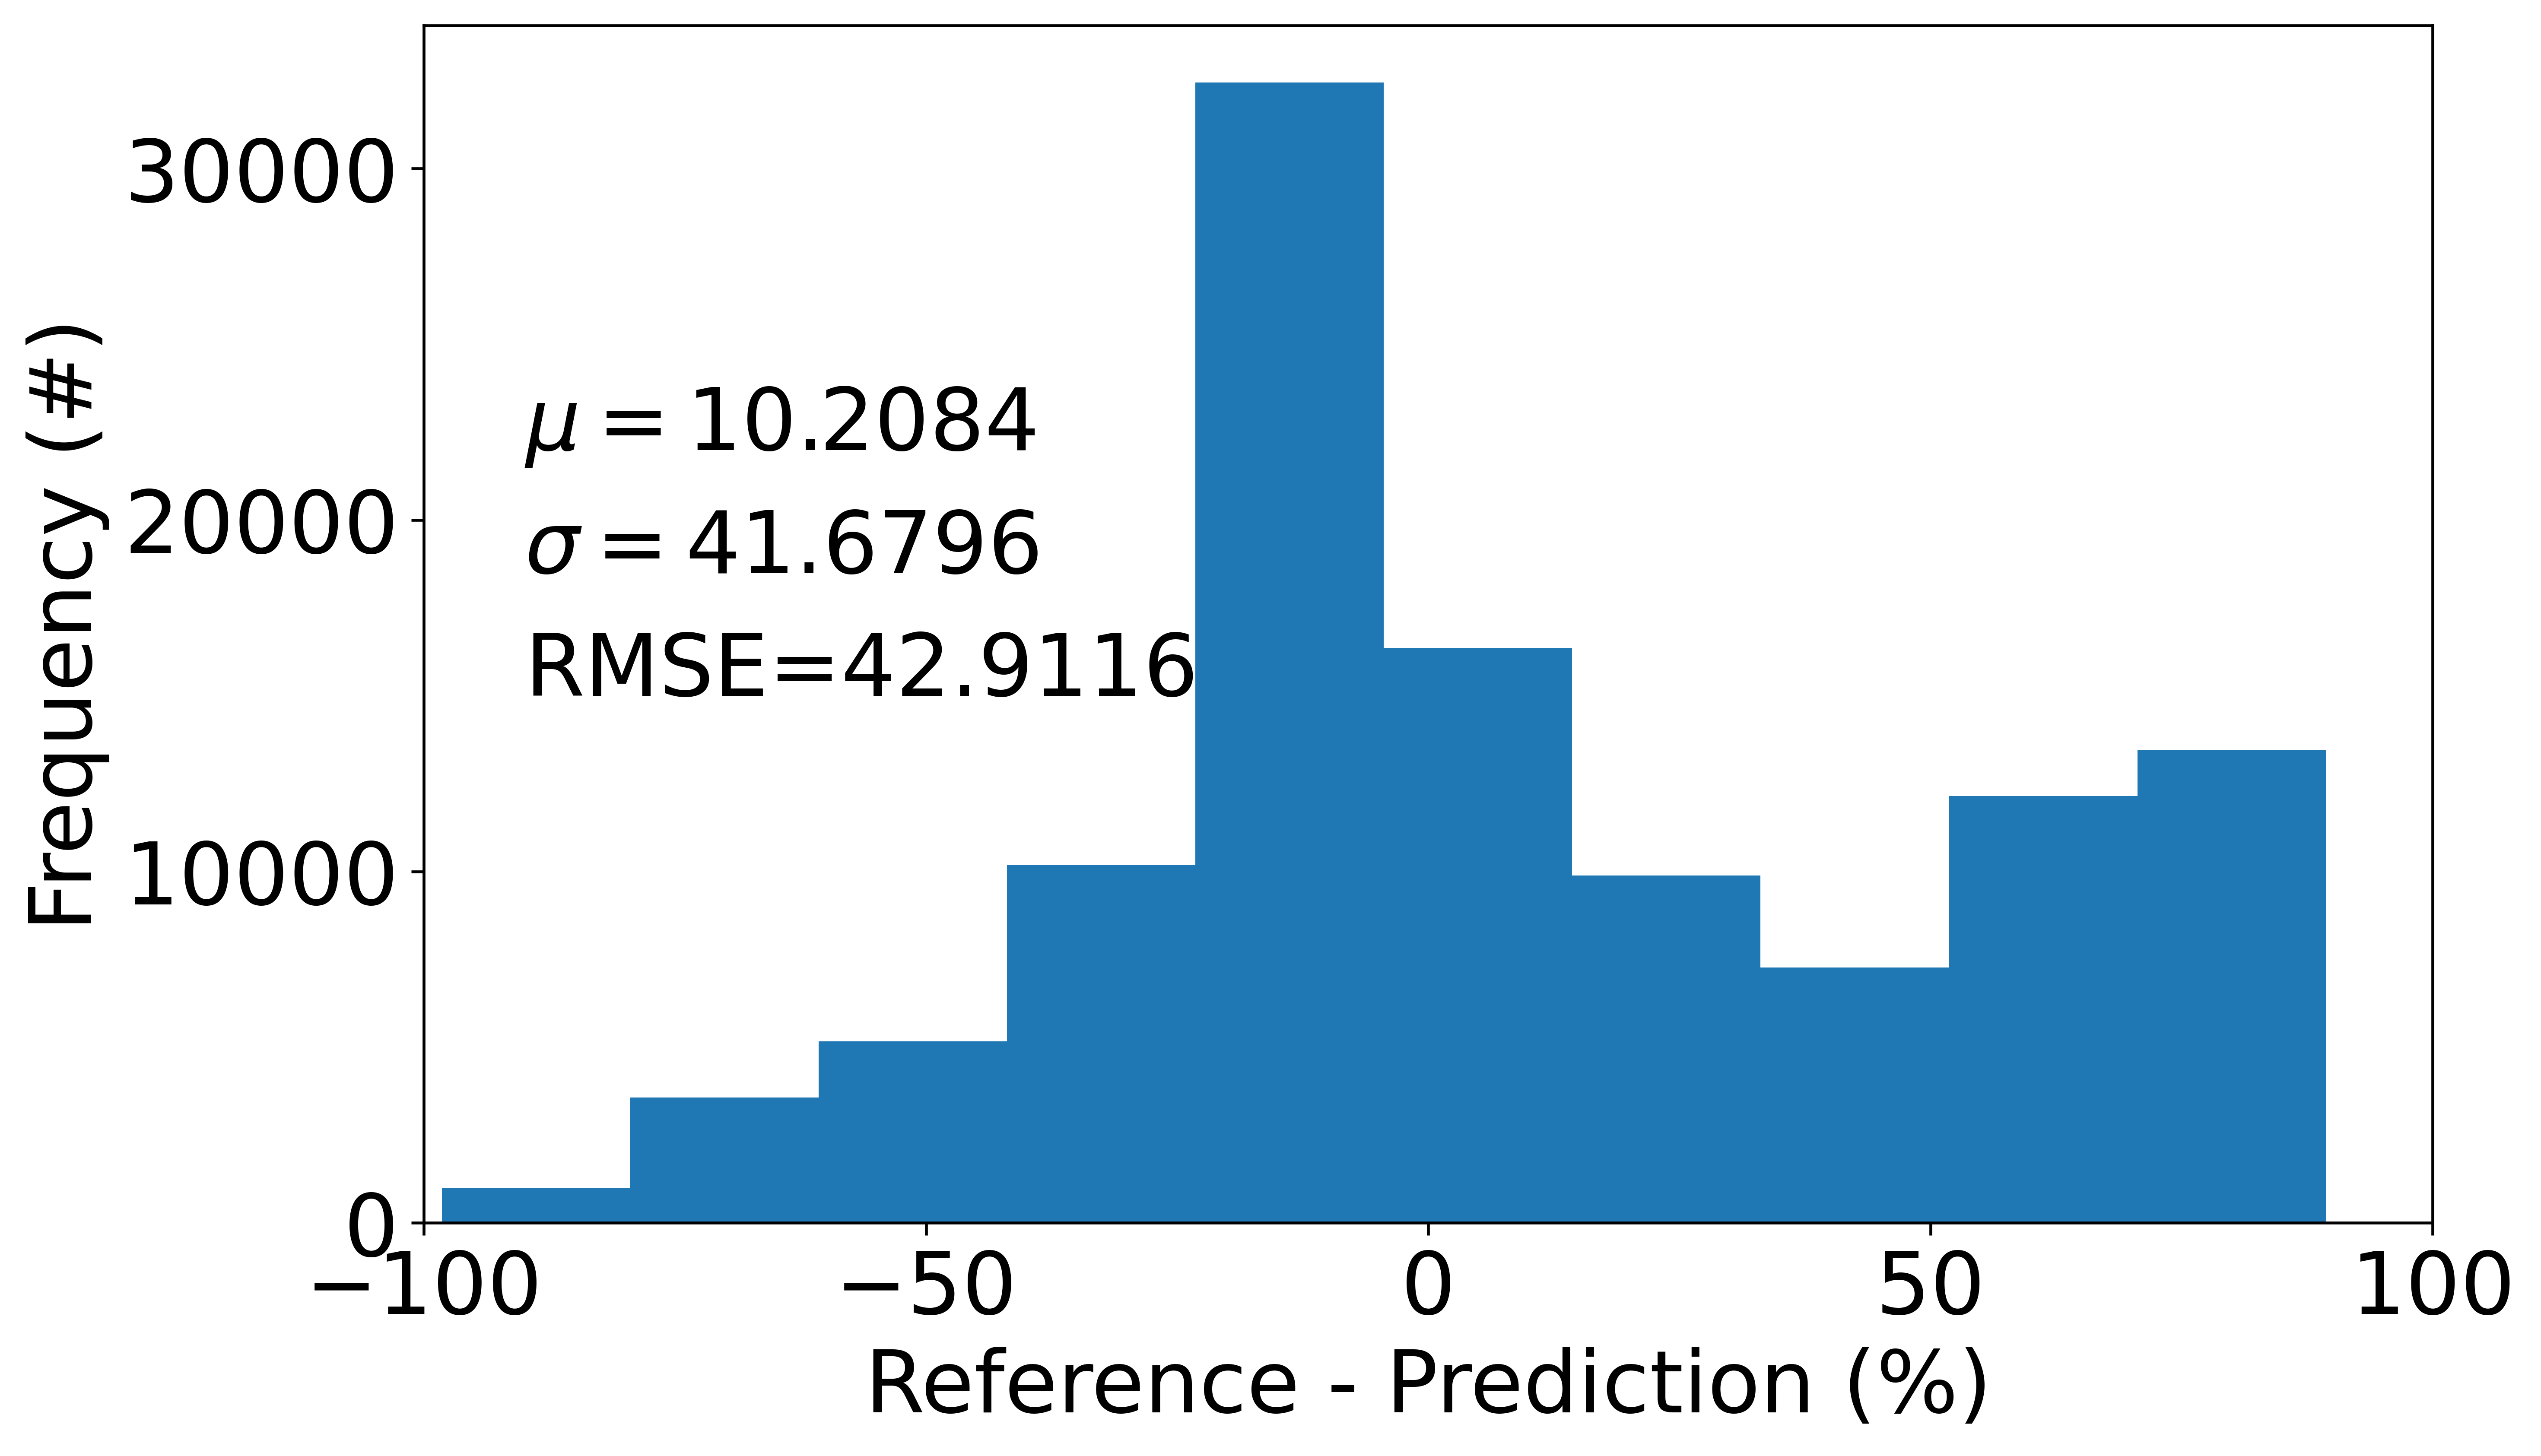 30000
20000
10000
0
Frequency (#)
μ = 10.2084
σ = 41.6796
RMSE=42.9116
−100
−50
0
50
100
Reference - Prediction (%)